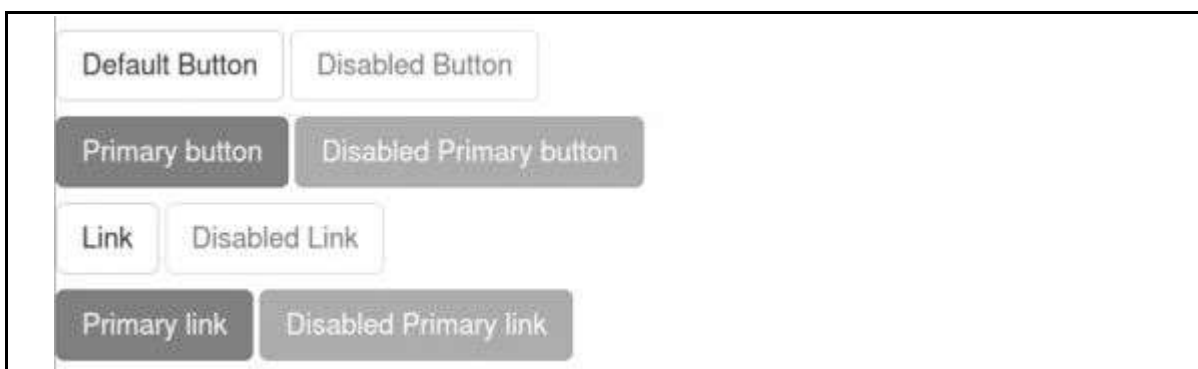 Default Button Disabled Button
Primary button Disabled Primary button
Link Disabled Link
Primary link Disabled Primary link